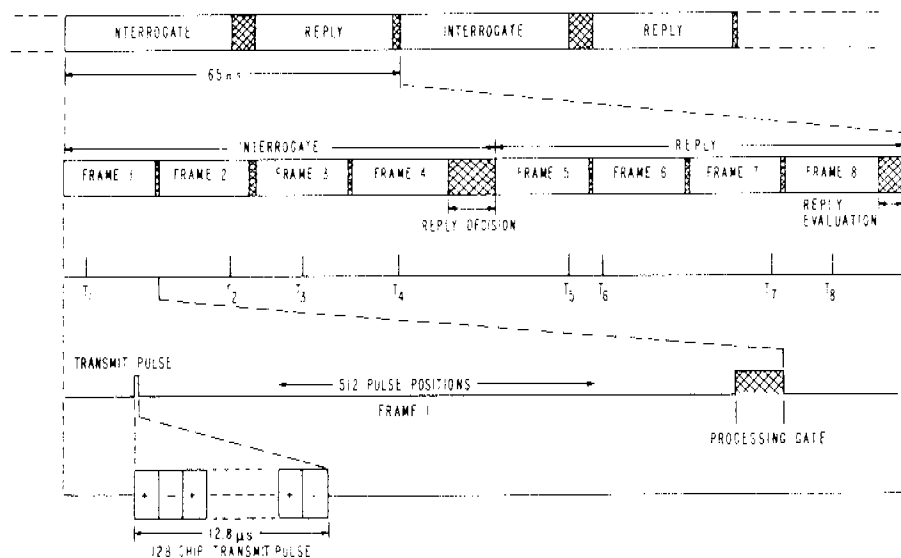 NTERROGATE REPLY INTERROGATE REPLY
65ms
INTERROGATE REPLY
FRAME 1 FRAME 2 FRAME 3 FRAME 4 FRAME 5 FRAME 6 FRAME 7 FRAME 8
REPLY DECISION
REPLY EVALUATION
T1 T2 T3 T4 T5 T6 T7 T8
TRANSMIT PULSE
512 PULSE POSITIONS
FRAME 1
PROCESSING GATE
+ - + + -
12.8 μs
128 CHIP TRANSMIT PULSE